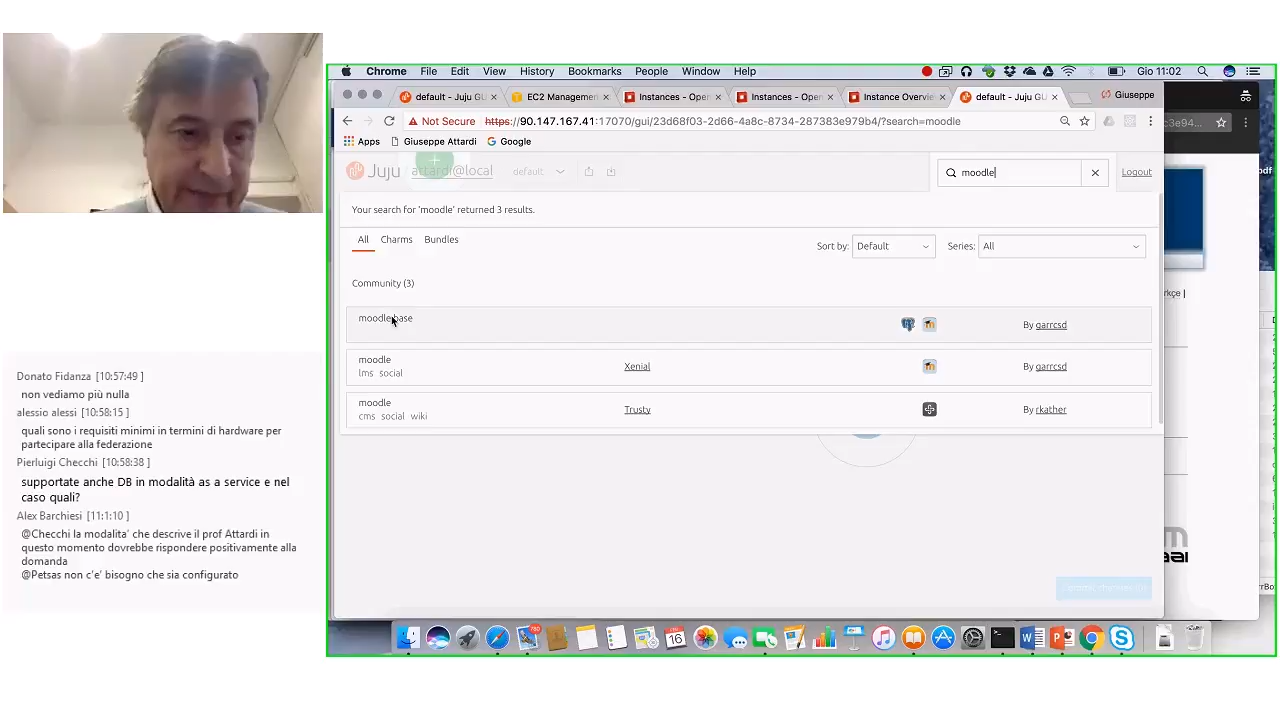 Chrome File Edit View History Bookmarks People Window Help
Gio 11:02
default - Juju GU
EC2 Managemen
Instances - Open
Instances - Open
Instance Overvie
default - Juju GU
Giuseppe
Not Secure https://90.147.167.41:17070/gui/23d68f03-2d66-4a8c-8734-287383e979b4/?search=moodle
c3e94...
Apps Giuseppe Attardi Google
Juju attardi@local default
moodle
Logout
Your search for 'moodle' returned 3 results.
All Charms Bundles
Sort by: Default Series: All
Community (3)
By garrcsd
moodle
lms social
Xenial
By garrcsd
moodle
cms social wiki
Trusty
By rkather
Donato Fidanza [10:57:49 ]
non vediamo più nulla
alessio alessi [10:58:15 ]
quali sono i requisiti minimi in termini di hardware per
partecipare alla federazione
Pierluigi Checchi [10:58:38 ]
supportate anche DB in modalità as a service e nel
caso quali?
Alex Barchiesi [11:1:10 ]
@Checchi la modalita' che descrive il prof Attardi in
questo momento dovrebbe rispondere positivamente alla
domanda
@Petsas non c'e' bisogno che sia configurato